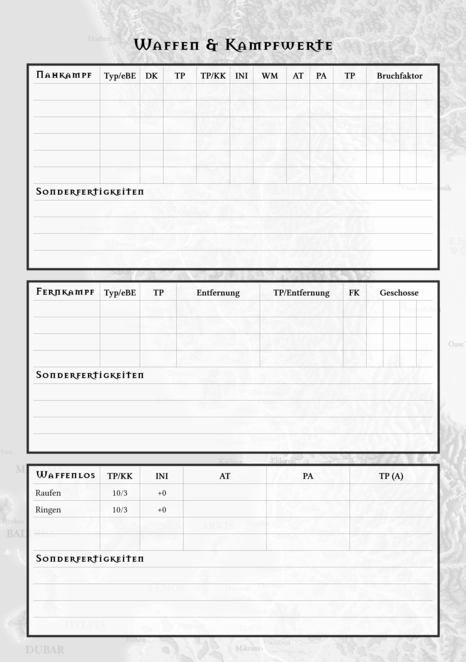 Waffen & Kampfwerte
Nahkampf Typ/eBE DK TP TP/KK INI WM AT PA TP Bruchfaktor
Sonderfertigkeiten
Fernkampf Typ/eBE TP Entfernung TP/Entfernung FK Geschosse
Sonderfertigkeiten
Waffenlos TP/KK INI AT PA TP (A)
Raufen 10/3 +0
Ringen 10/3 +0
Sonderfertigkeiten
DUBAR